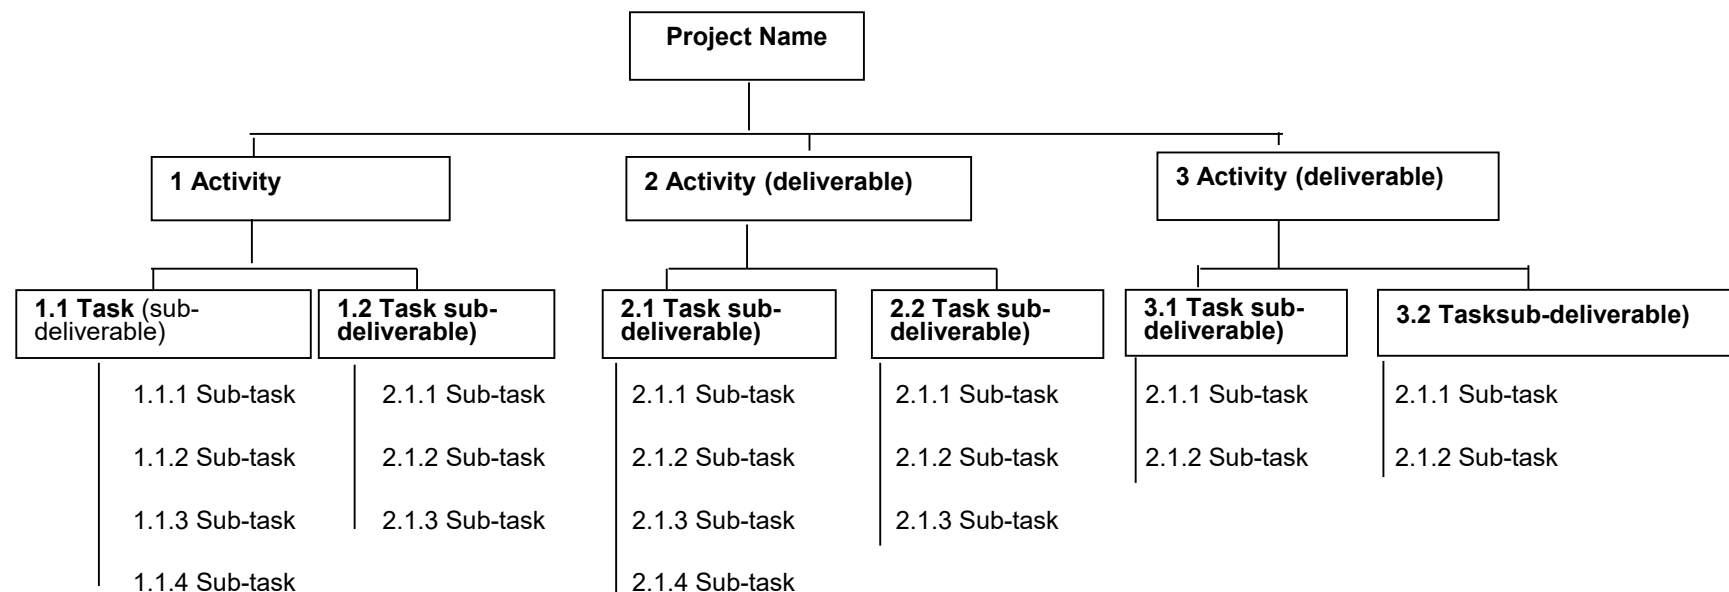 Project Name
1 Activity
2 Activity (deliverable)
3 Activity (deliverable)
1.1 Task (sub-
deliverable)
1.2 Task sub-
deliverable)
2.1 Task sub-
deliverable)
2.2 Task sub-
deliverable)
3.1 Task sub-
deliverable)
3.2 Tasksub-deliverable)
1.1.1 Sub-task
1.1.2 Sub-task
1.1.3 Sub-task
1.1.4 Sub-task
2.1.1 Sub-task
2.1.2 Sub-task
2.1.3 Sub-task
2.1.1 Sub-task
2.1.2 Sub-task
2.1.3 Sub-task
2.1.4 Sub-task
2.1.1 Sub-task
2.1.2 Sub-task
2.1.3 Sub-task
2.1.1 Sub-task
2.1.2 Sub-task
2.1.1 Sub-task
2.1.2 Sub-task